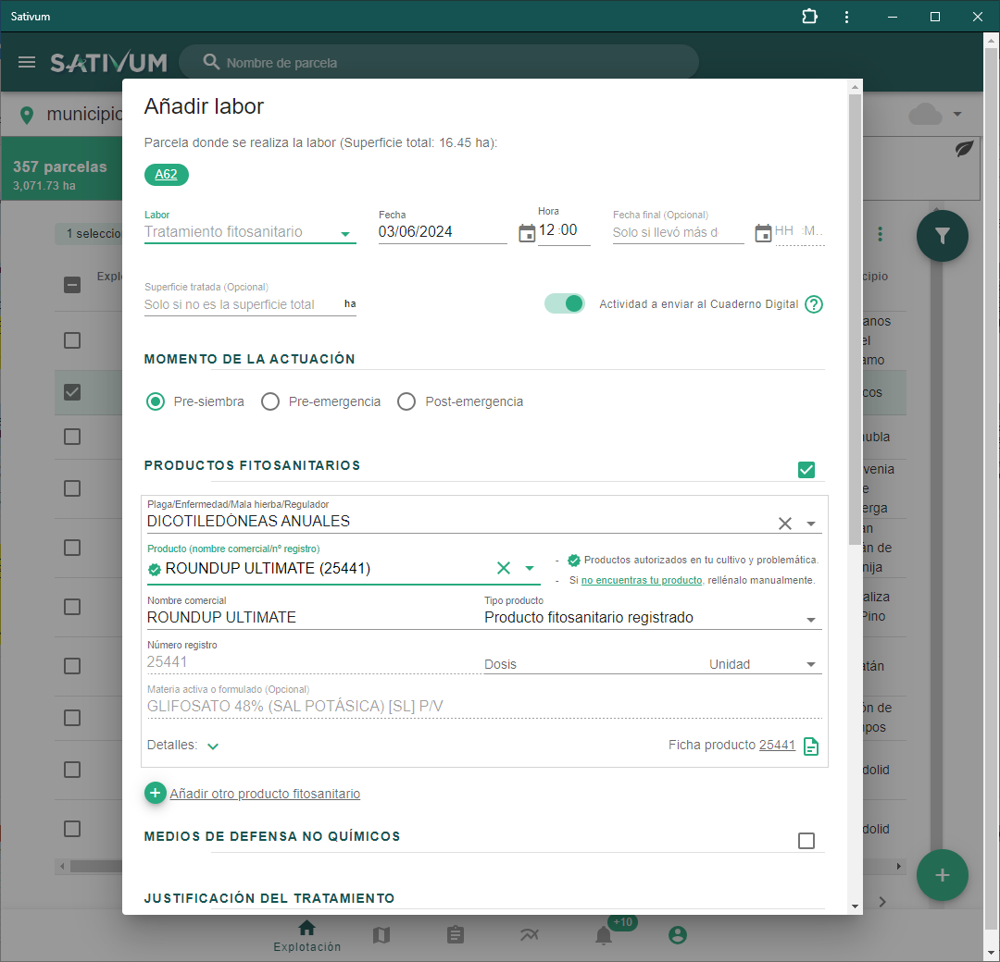 Sativum
SATIVUM
Nombre de parcela
municipio
357 parcelas
3,071.73 ha
1 seleccio
Explo
Añadir labor
Parcela donde se realiza la labor (Superficie total: 16.45 ha):
A62
Labor
Tratamiento fitosanitario
Fecha
03/06/2024
Hora
12:00
Fecha final (Opcional)
Solo si llevó más d
HH :M..
Superficie tratada (Opcional)
Solo si no es la superficie total ha
Actividad a enviar al Cuaderno Digital
MOMENTO DE LA ACTUACIÓN
Pre-siembra Pre-emergencia Post-emergencia
PRODUCTOS FITOSANITARIOS
Plaga/Enfermedad/Mala hierba/Regulador
DICOTILEDÓNEAS ANUALES
Producto (nombre comercial/nº registro)
ROUNDUP ULTIMATE (25441)
- Productos autorizados en tu cultivo y problemática.
- Si no encuentras tu producto, rellénalo manualmente.
Nombre comercial
ROUNDUP ULTIMATE
Tipo producto
Producto fitosanitario registrado
Número registro
25441
Dosis
Unidad
Materia activa o formulado (Opcional)
GLIFOSATO 48% (SAL POTÁSICA) [SL] P/V
Detalles:
Ficha producto 25441
Añadir otro producto fitosanitario
MEDIOS DE DEFENSA NO QUÍMICOS
JUSTIFICACIÓN DEL TRATAMIENTO
cipio
anos
el
amo
cos
nubla
venia
e
erga
an
án de
nija
aliza
Pino
atán
ón de
pos
dolid
dolid
Explotación
+10